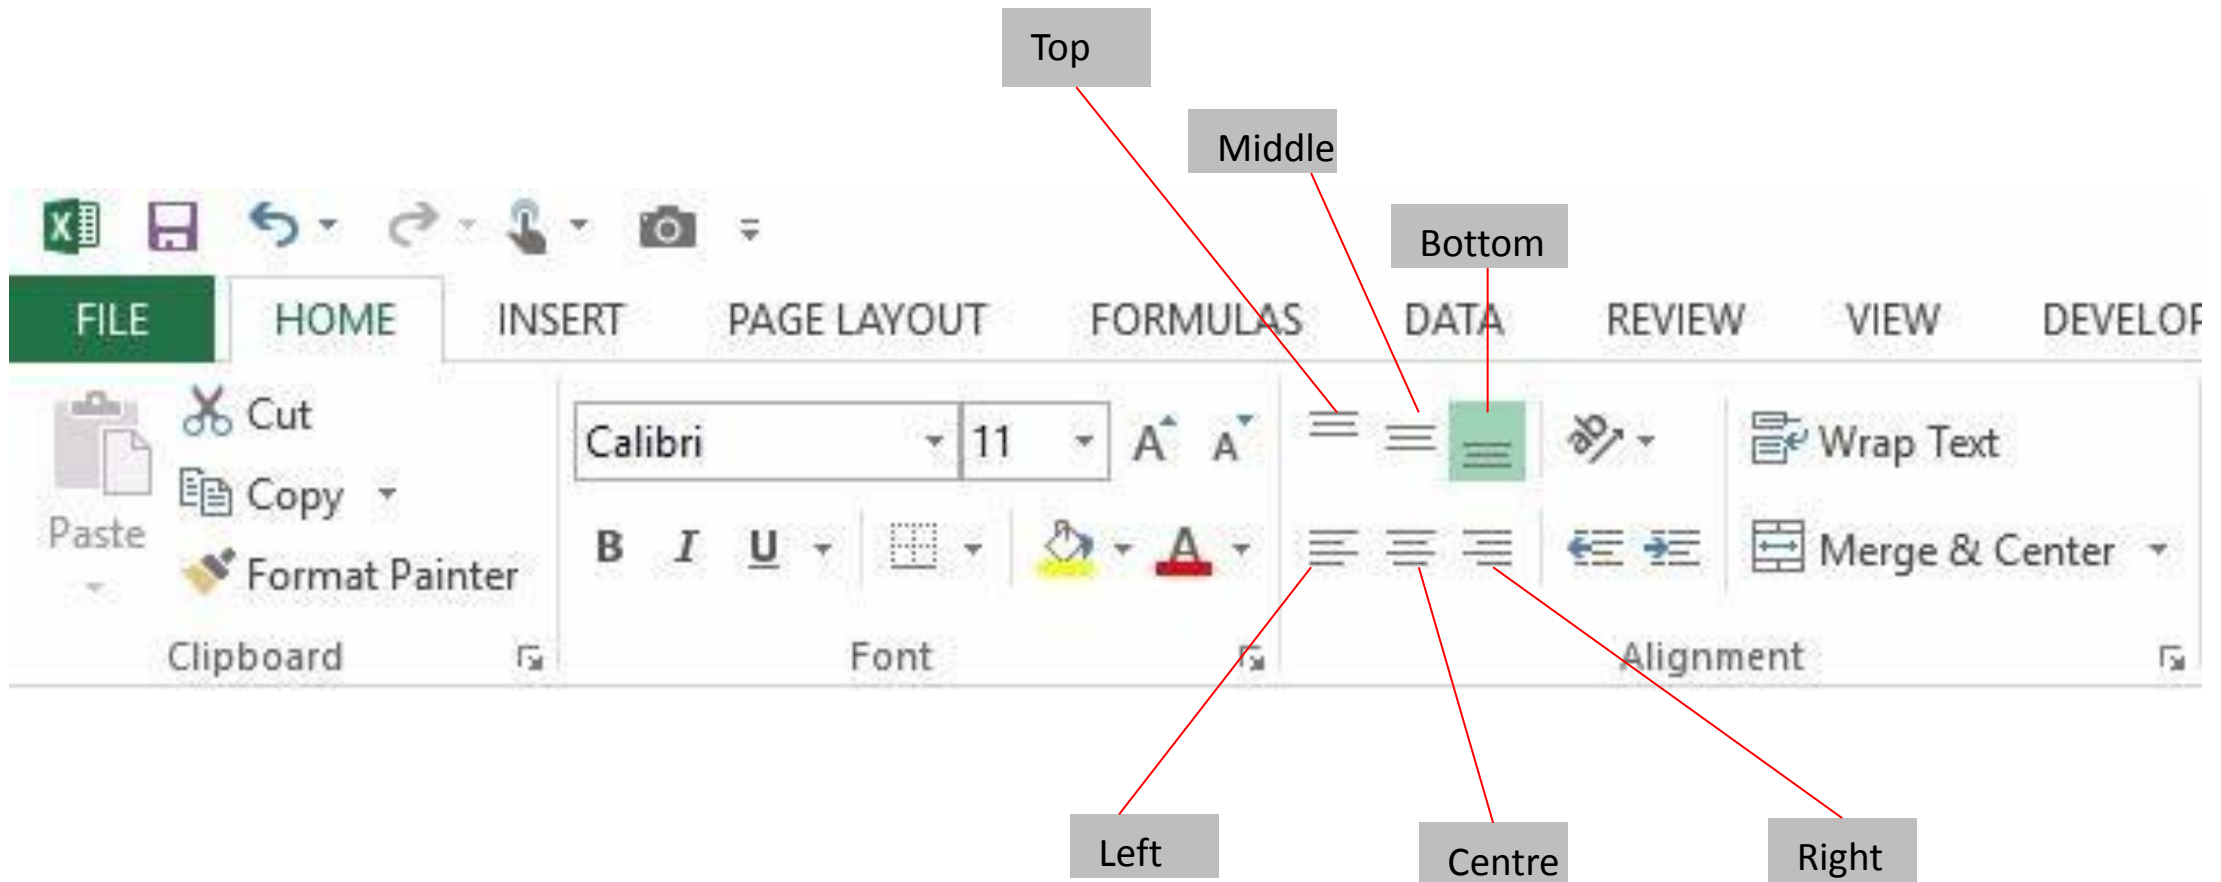 Top
Middle
Bottom
FILE HOME INSERT PAGE LAYOUT FORMULAS DATA REVIEW VIEW DEVELOP
Cut
Calibri 11 A A ab Wrap Text
Copy
Paste
B I U A Merge & Center
Format Painter
Clipboard Font Alignment
Left
Centre
Right